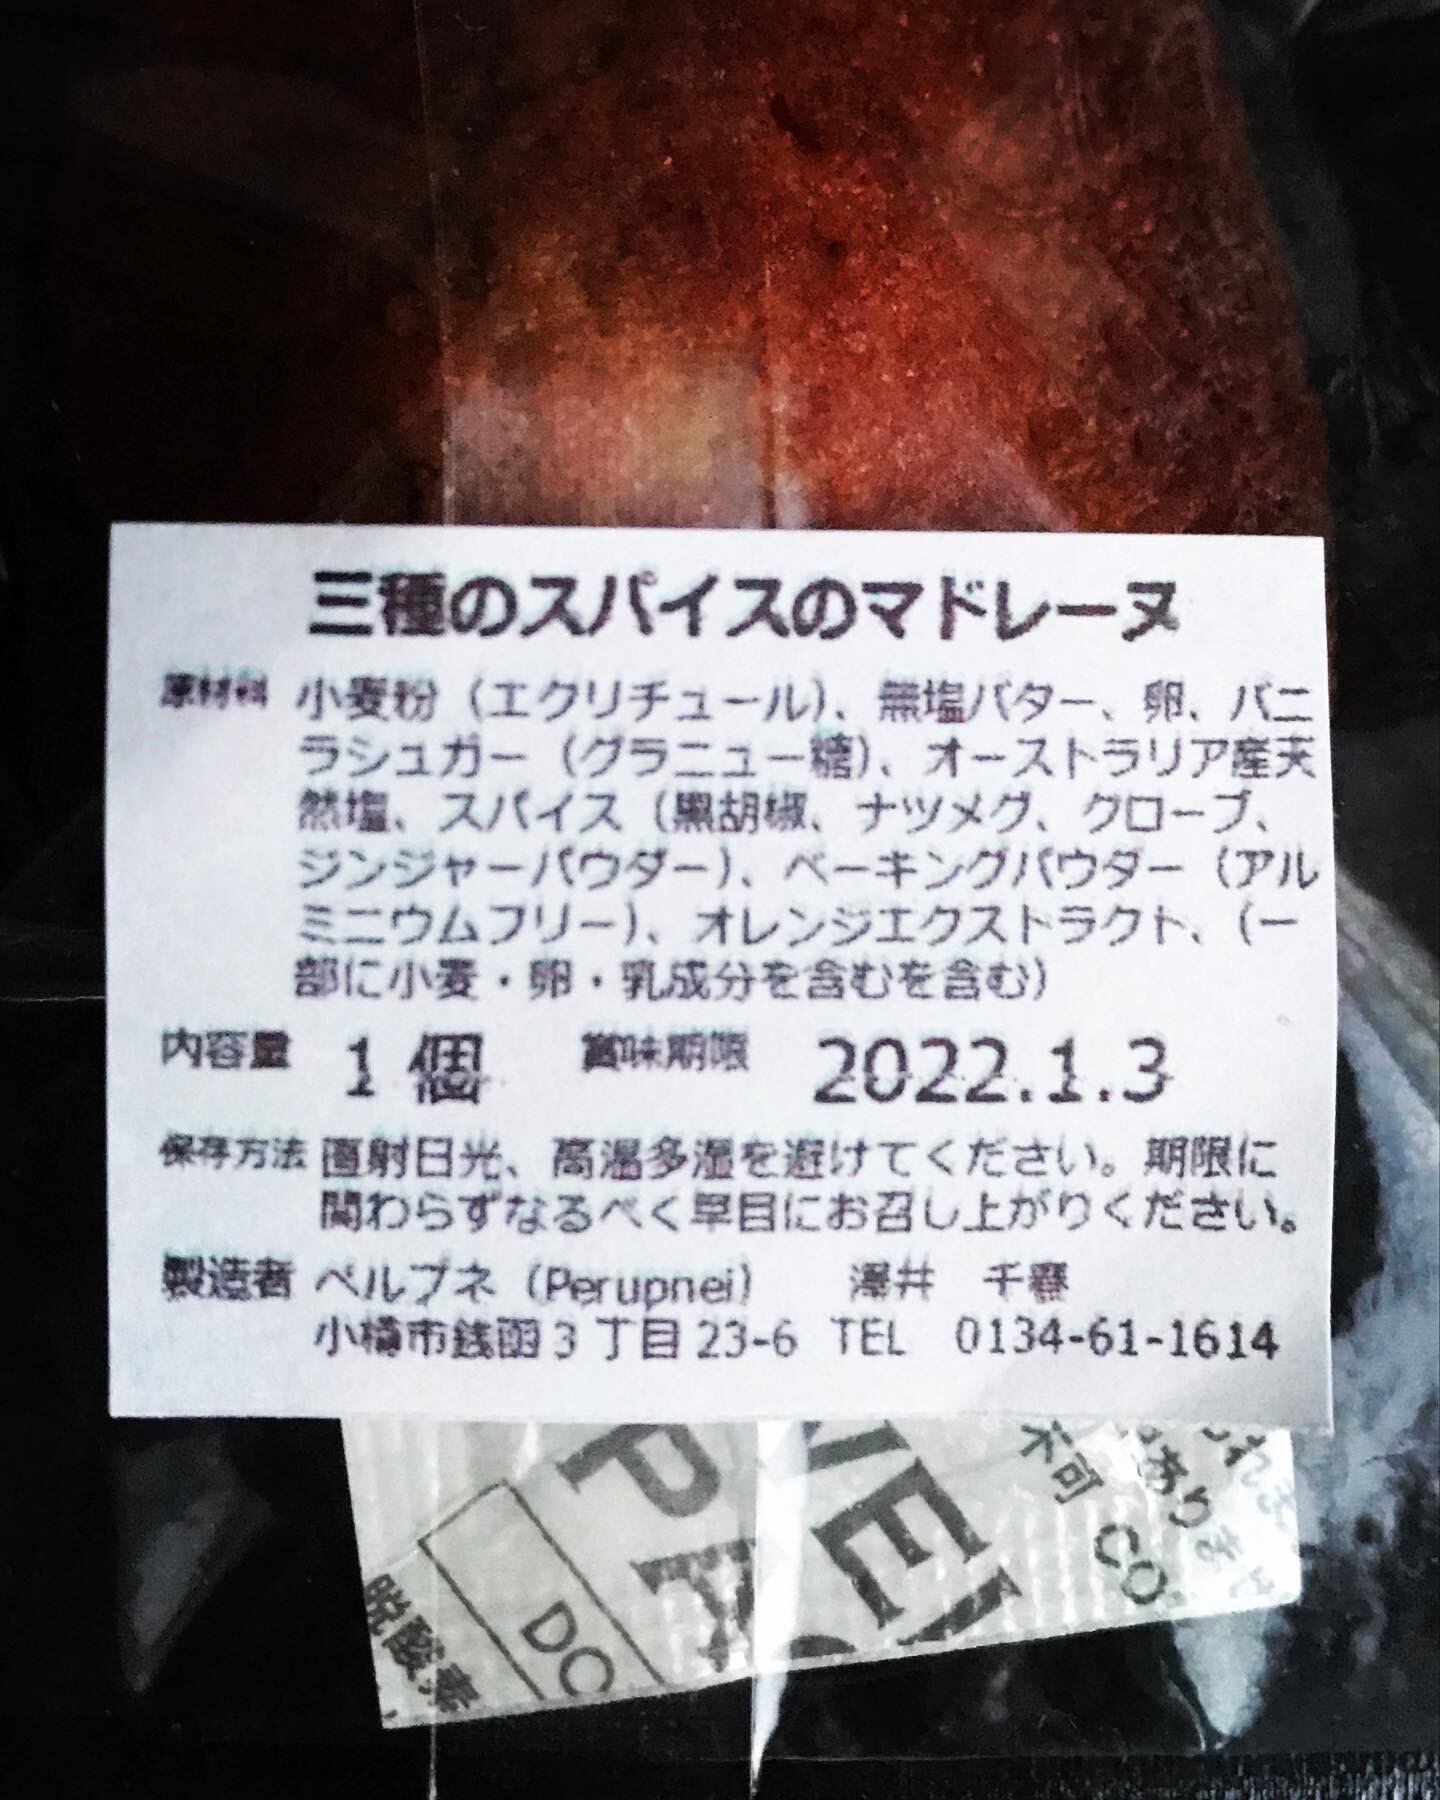 三種のスパイスのマドレーヌ
原材料 小麦粉（エクリチュール）、無塩バター、卵、バニ
ラシュガー（グラニュー糖）、オーストラリア産天
然塩、スパイス（黒胡椒、ナツメグ、クローブ、
ジンジャーパウダー）、ベーキングパウダー（アル
ミニウムフリー）、オレンジエクストラクト、（一
部に小麦・卵・乳成分を含むを含む）
内容量 1個 賞味期限 2022.1.3
保存方法 直射日光、高温多湿を避けてください。期限に
関わらずなるべく早目にお召し上がりください。
製造者 ペルプネ（Perupnei） 澤井 千春
小樽市銭函3丁目23-6 TEL 0134-61-1614
不可
脱酸素
DO
CO
PA